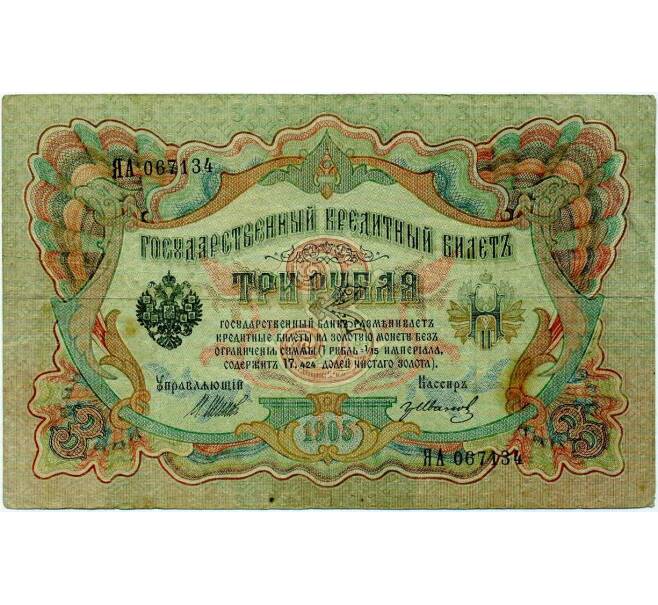 ЯА 067134
Государственный Кредитный Билетъ
Три Рубля
Государственный банкъ размѣниваетъ
кредитные билеты на золотую монету безъ
ограниченія суммы (1 рубль = 1/15 имперіала,
содержитъ 17,424 долей чистаго золота).
Управляющій Кассиръ
1905
ЯА 067134